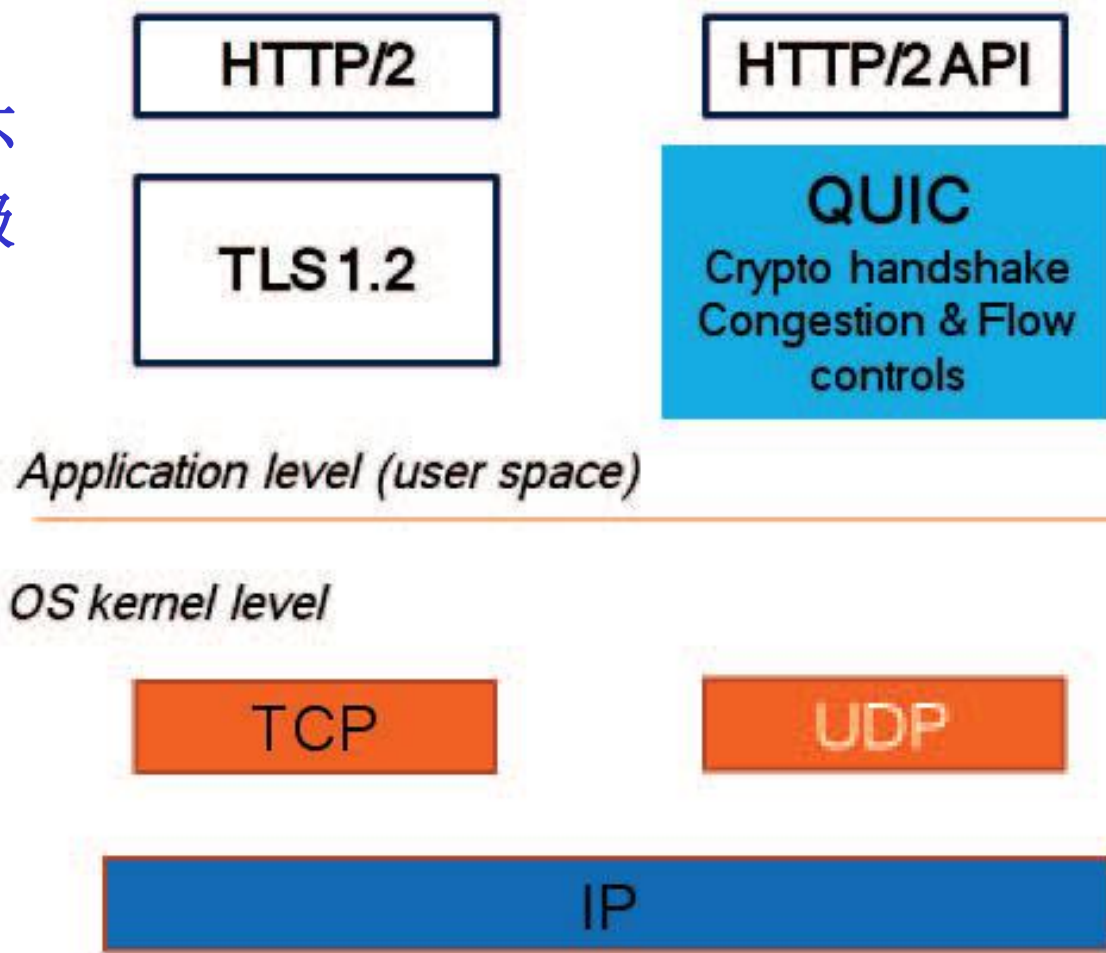 HTTP/2
HTTP/2 API
TLS 1.2
QUIC
Crypto handshake
Congestion & Flow
controls
Application level (user space)
OS kernel level
TCP
UDP
IP